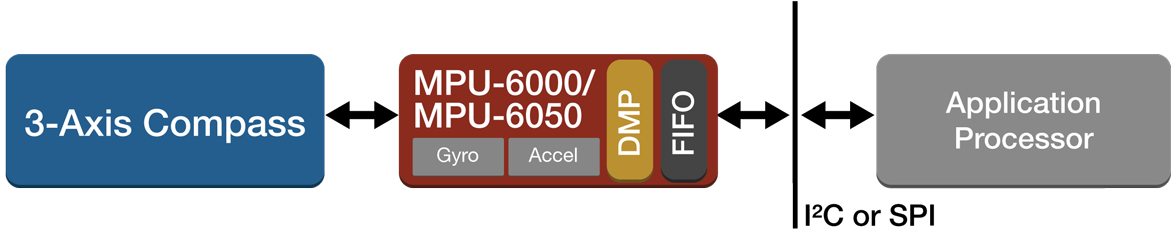 3-Axis Compass
MPU-6000/
MPU-6050
Gyro
Accel
DMP
FIFO
Application
Processor
I²C or SPI